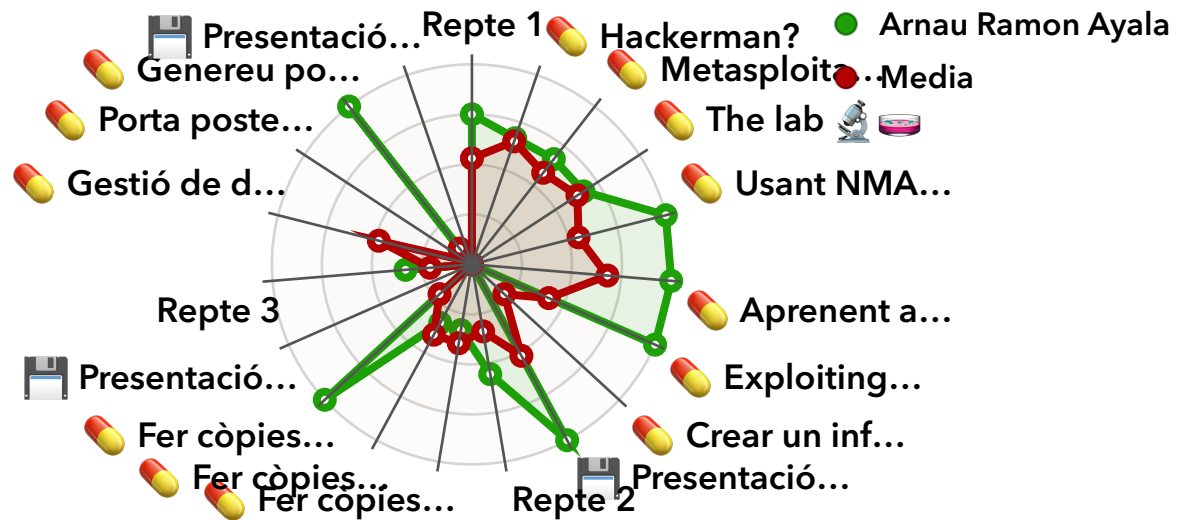 Presentació…
Repte 1
Hackerman?
Arnau Ramon Ayala
Genereu po…
Metasploita…
Media
Porta poste…
The lab 🔬🧫
Gestió de d…
Usant NMA…
Repte 3
Aprenent a…
Presentació…
Exploiting…
Fer còpies…
Crear un inf…
Fer còpies…
Presentació…
Fer còpies…
Repte 2